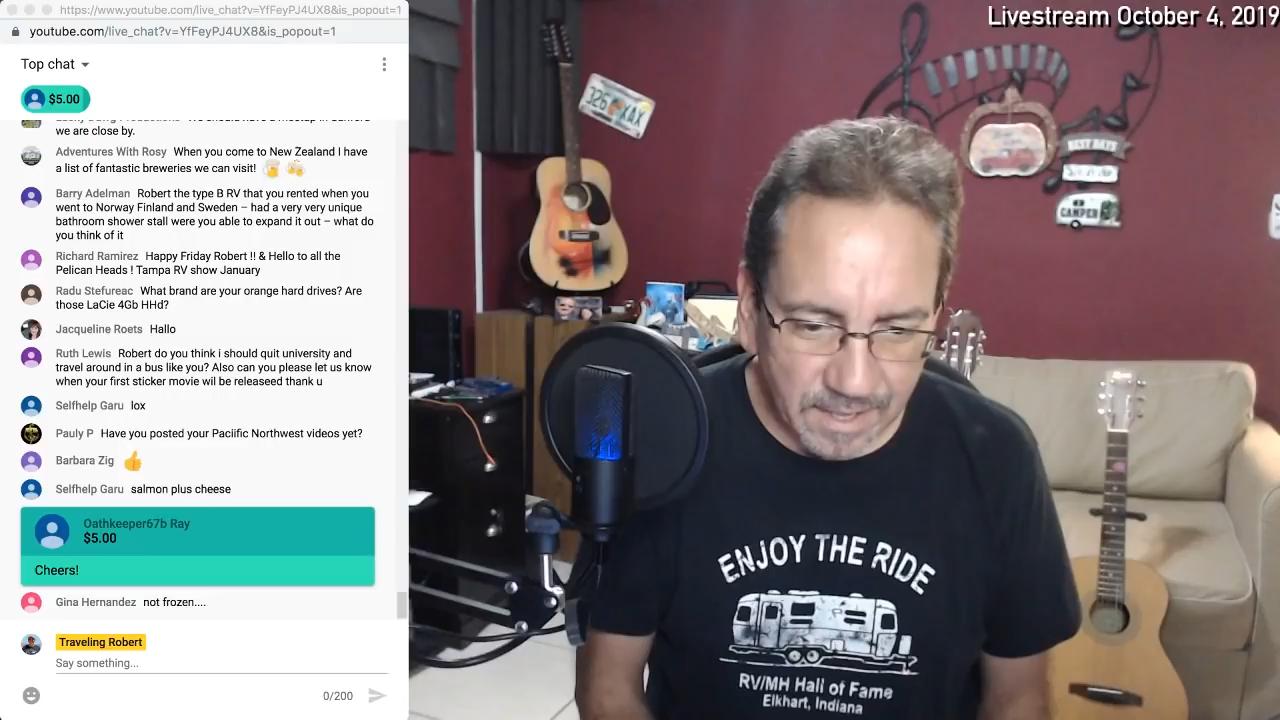 https://www.youtube.com/live_chat?v=YfFeyPJ4UX8&is_popout=1
youtube.com/live_chat?v=YfFeyPJ4UX8&is_popout=1
Top chat
$5.00
we are close by.
Adventures With Rosy When you come to New Zealand I have
a list of fantastic breweries we can visit!
Barry Adelman Robert the type B RV that you rented when you
went to Norway Finland and Sweden – had a very very unique
bathroom shower stall were you able to expand it out – what do
you think of it
Richard Ramirez Happy Friday Robert !! & Hello to all the
Pelican Heads ! Tampa RV show January
Radu Stefureac What brand are your orange hard drives? Are
those LaCie 4Gb HHd?
Jacqueline Roets Hallo
Ruth Lewis Robert do you think i should quit university and
travel around in a bus like you? Also can you please let us know
when your first sticker movie wil be releaseed thank u
Selfhelp Garu lox
Pauly P Have you posted your Paciific Northwest videos yet?
Barbara Zig
Selfhelp Garu salmon plus cheese
Oathkeeper67b Ray
$5.00
Cheers!
Gina Hernandez not frozen....
Traveling Robert
Say something...
0/200
Livestream October 4, 2019
326 XAX
BEST DAYS
CAMPER
ENJOY THE RIDE
RV/MH Hall of Fame
Elkhart, Indiana